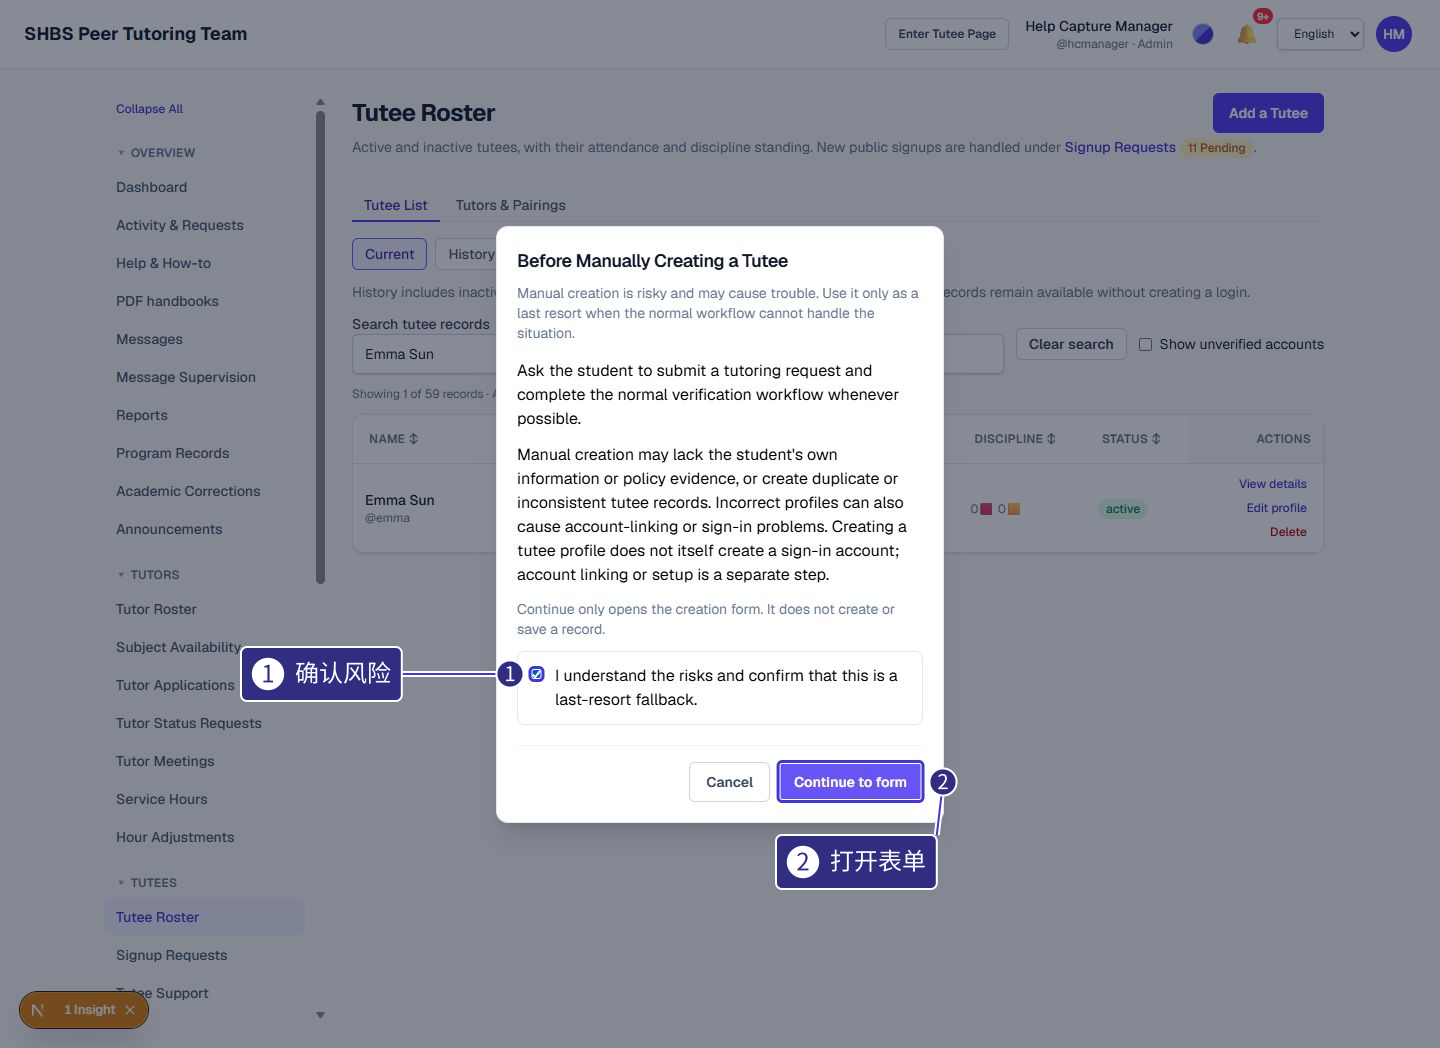 SHBS Peer Tutoring Team
Enter Tutee Page
Help Capture Manager
@hcmanager · Admin
9+
English
HM
Collapse All
OVERVIEW
Dashboard
Activity & Requests
Help & How-to
PDF handbooks
Messages
Message Supervision
Reports
Program Records
Academic Corrections
Announcements
TUTORS
Tutor Roster
Subject Availability
Tutor Applications
Tutor Status Requests
Tutor Meetings
Service Hours
Hour Adjustments
TUTEES
Tutee Roster
Signup Requests
Tutee Support
1 Insight
Tutee Roster
Add a Tutee
Active and inactive tutees, with their attendance and discipline standing. New public signups are handled under Signup Requests 11 Pending .
Tutee List
Tutors & Pairings
Current
History
History includes inacti
ecords remain available without creating a login.
Search tutee records
Emma Sun
Clear search
Show unverified accounts
Showing 1 of 59 records ·
NAME
DISCIPLINE
STATUS
ACTIONS
Emma Sun
@emma
0 0
active
View details
Edit profile
Delete
Before Manually Creating a Tutee
Manual creation is risky and may cause trouble. Use it only as a
last resort when the normal workflow cannot handle the
situation.
Ask the student to submit a tutoring request and
complete the normal verification workflow whenever
possible.
Manual creation may lack the student's own
information or policy evidence, or create duplicate or
inconsistent tutee records. Incorrect profiles can also
cause account-linking or sign-in problems. Creating a
tutee profile does not itself create a sign-in account;
account linking or setup is a separate step.
Continue only opens the creation form. It does not create or
save a record.
1 确认风险
1
I understand the risks and confirm that this is a
last-resort fallback.
Cancel
Continue to form
2
2 打开表单